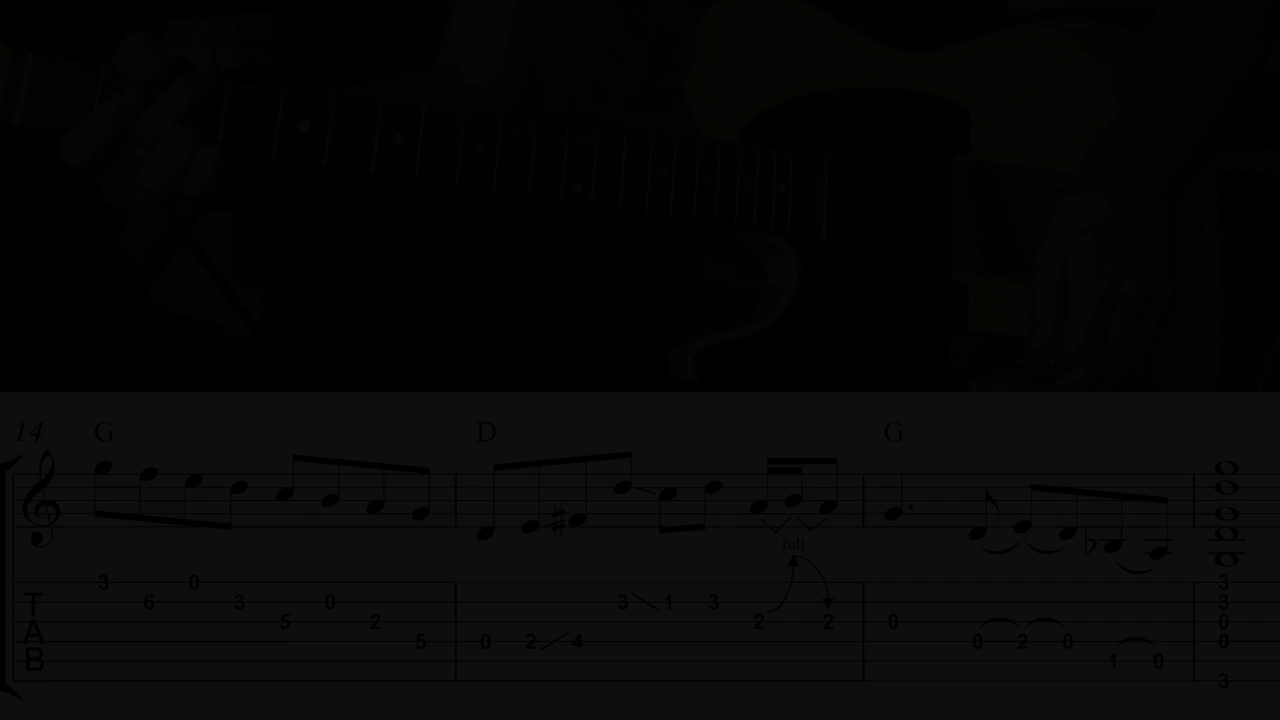 14 G D G
full
3 0 3
T 6 3 0 3 1 3 3
A 5 2 2 2 0 0
B 5 0 2 4 0 2 0 0
1 0
3